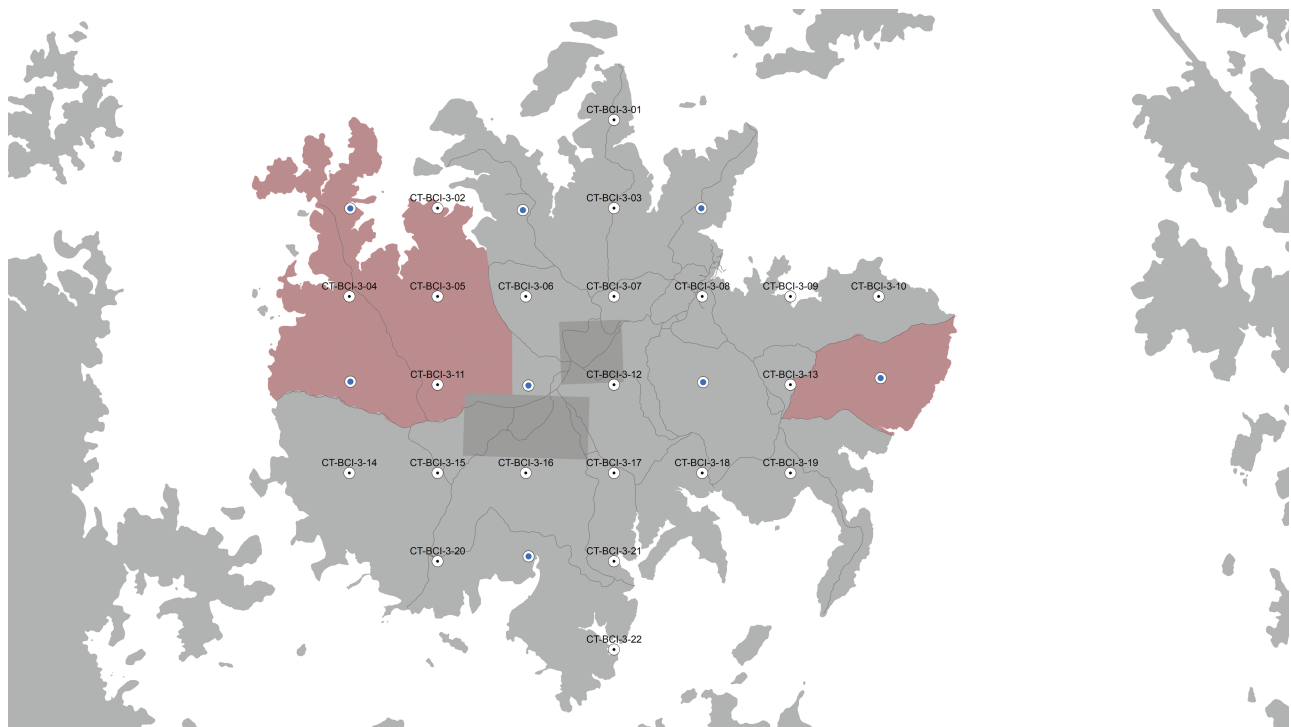 CT-BCI-3-01
CT-BCI-3-02
CT-BCI-3-03
CT-BCI-3-04
CT-BCI-3-05
CT-BCI-3-06
CT-BCI-3-07
CT-BCI-3-08
CT-BCI-3-09
CT-BCI-3-10
CT-BCI-3-11
CT-BCI-3-12
CT-BCI-3-13
CT-BCI-3-14
CT-BCI-3-15
CT-BCI-3-16
CT-BCI-3-17
CT-BCI-3-18
CT-BCI-3-19
CT-BCI-3-20
CT-BCI-3-21
CT-BCI-3-22